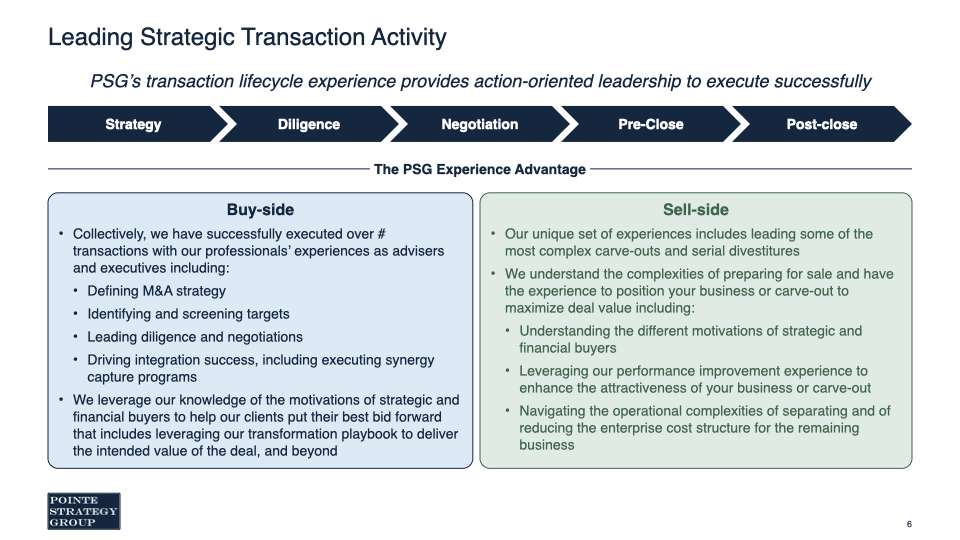 Leading Strategic Transaction Activity
PSG’s transaction lifecycle experience provides action-oriented leadership to execute successfully
Strategy
Diligence
Negotiation
Pre-Close
Post-close
The PSG Experience Advantage
Buy-side
• Collectively, we have successfully executed over #
transactions with our professionals’ experiences as advisers
and executives including:
• Defining M&A strategy
• Identifying and screening targets
• Leading diligence and negotiations
• Driving integration success, including executing synergy
capture programs
• We leverage our knowledge of the motivations of strategic and
financial buyers to help our clients put their best bid forward
that includes leveraging our transformation playbook to deliver
the intended value of the deal, and beyond
Sell-side
• Our unique set of experiences includes leading some of the
most complex carve-outs and serial divestitures
• We understand the complexities of preparing for sale and have
the experience to position your business or carve-out to
maximize deal value including:
• Understanding the different motivations of strategic and
financial buyers
• Leveraging our performance improvement experience to
enhance the attractiveness of your business or carve-out
• Navigating the operational complexities of separating and of
reducing the enterprise cost structure for the remaining
business
POINTE
STRATEGY
GROUP
6